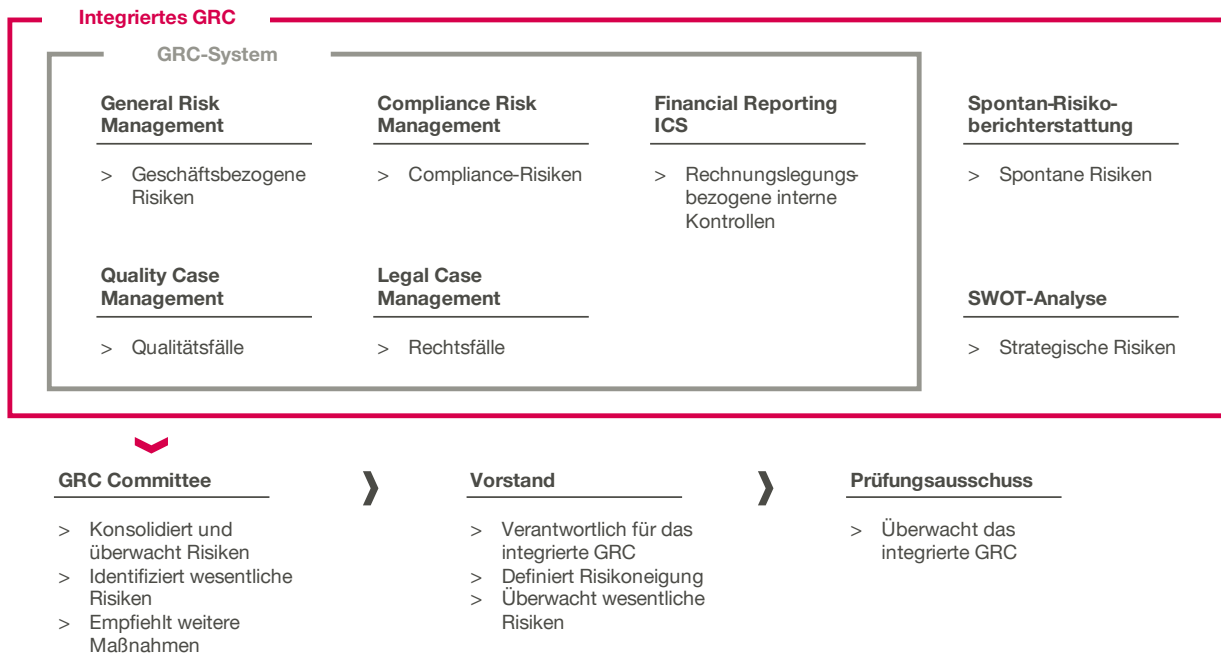 Integriertes GRC
GRC-System
General Risk
Management
> Geschäftsbezogene
Risiken
Compliance Risk
Management
> Compliance-Risiken
Financial Reporting
ICS
> Rechnungslegungs-
bezogene interne
Kontrollen
Spontan-Risiko-
berichterstattung
> Spontane Risiken
Quality Case
Management
> Qualitätsfälle
Legal Case
Management
> Rechtsfälle
SWOT-Analyse
> Strategische Risiken
GRC Committee
> Konsolidiert und
überwacht Risiken
> Identifiziert wesentliche
Risiken
> Empfiehlt weitere
Maßnahmen
Vorstand
> Verantwortlich für das
integrierte GRC
> Definiert Risikoneigung
> Überwacht wesentliche
Risiken
Prüfungsausschuss
> Überwacht das
integrierte GRC